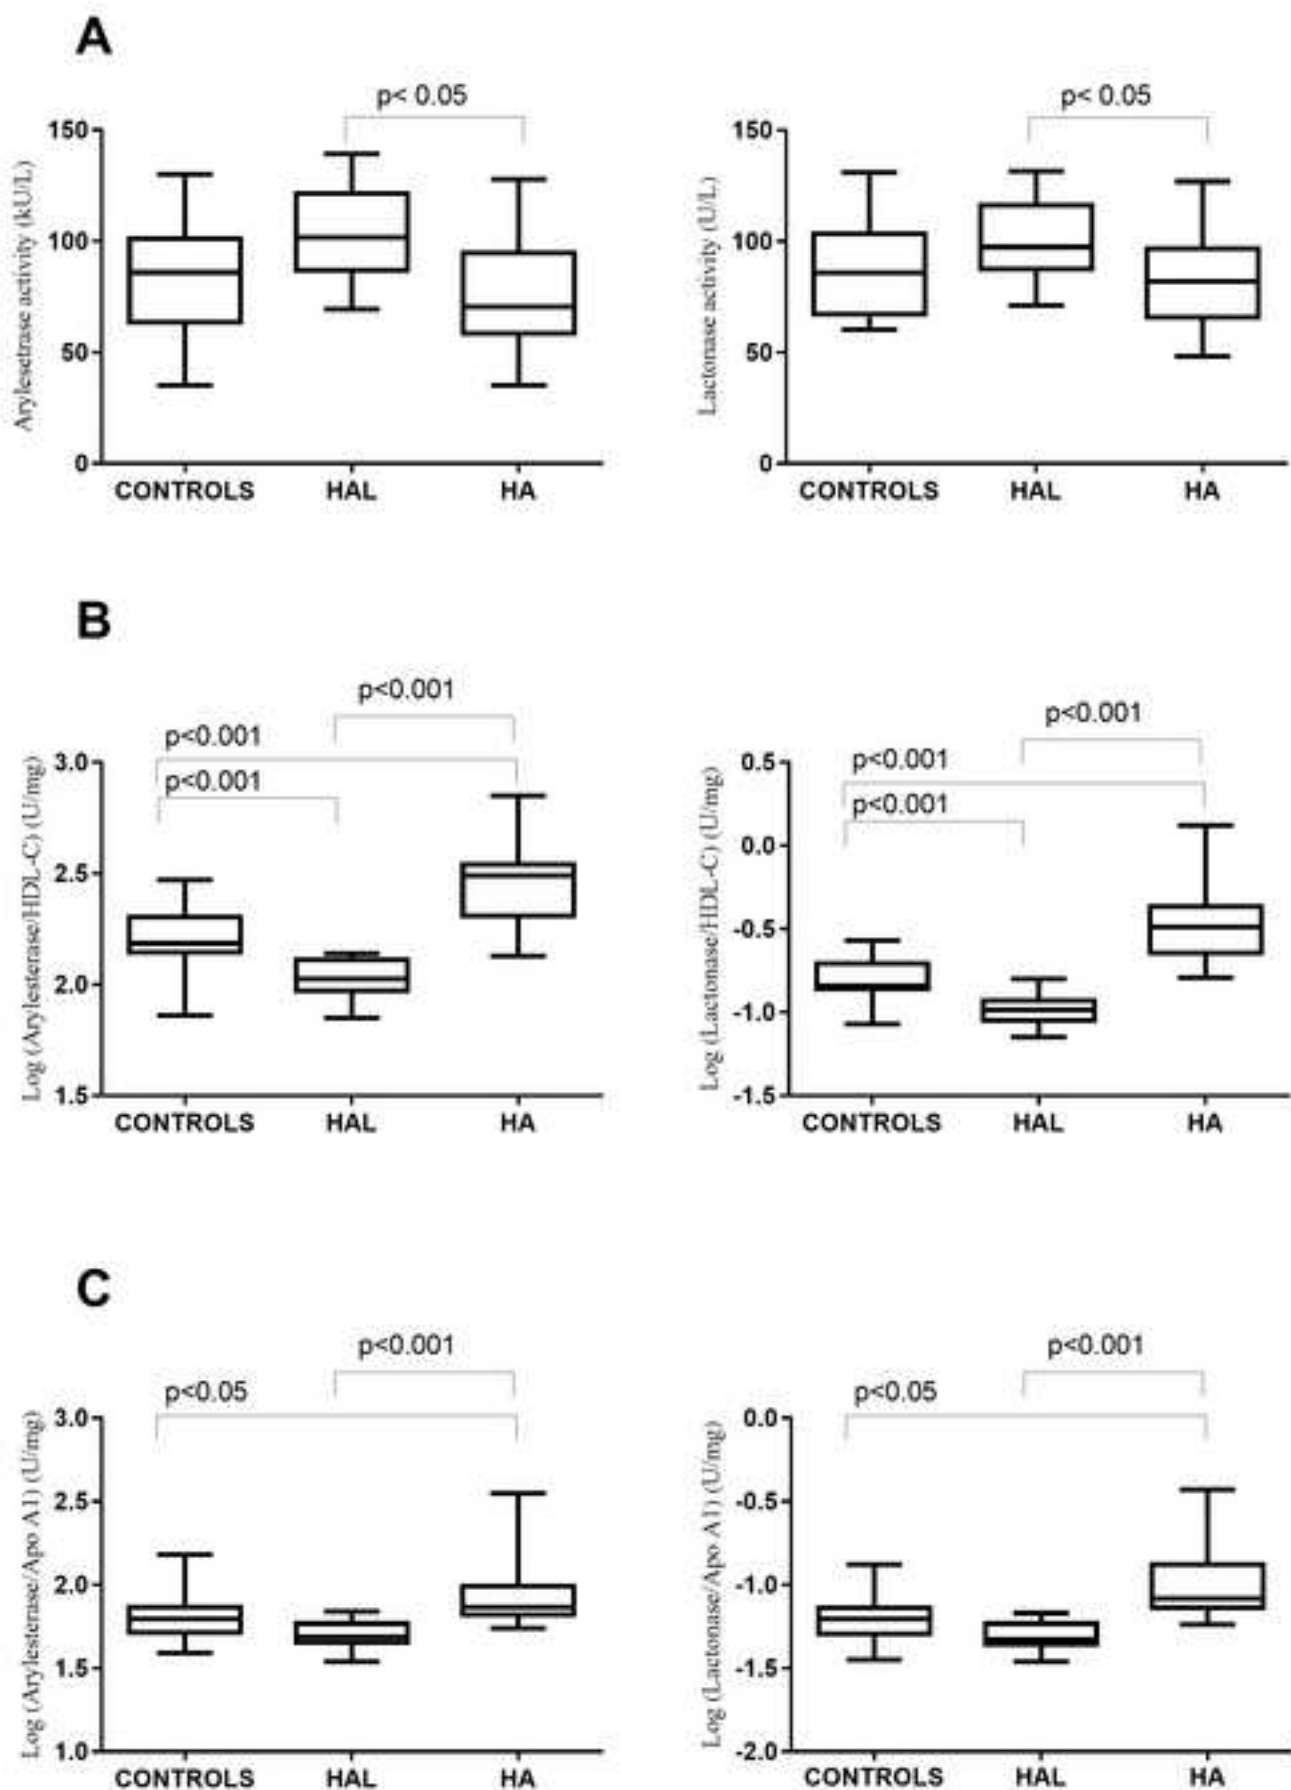 A
p< 0.05
Arylesetrase activity (kU/L)
150
100
50
0
CONTROLS HAL HA
p< 0.05
Lactonase activity (U/L)
150
100
50
0
CONTROLS HAL HA
B
p<0.001
p<0.001
p<0.001
Log (Arylesterase/HDL-C) (U/mg)
3.0
2.5
2.0
1.5
CONTROLS HAL HA
p<0.001
p<0.001
p<0.001
Log (Lactonase/HDL-C) (U/mg)
0.5
0.0
-0.5
-1.0
-1.5
CONTROLS HAL HA
C
p<0.001
p<0.05
Log (Arylesterase/Apo A1) (U/mg)
3.0
2.5
2.0
1.5
1.0
CONTROLS HAL HA
p<0.001
p<0.05
Log (Lactonase/Apo A1) (U/mg)
0.0
-0.5
-1.0
-1.5
-2.0
CONTROLS HAL HA